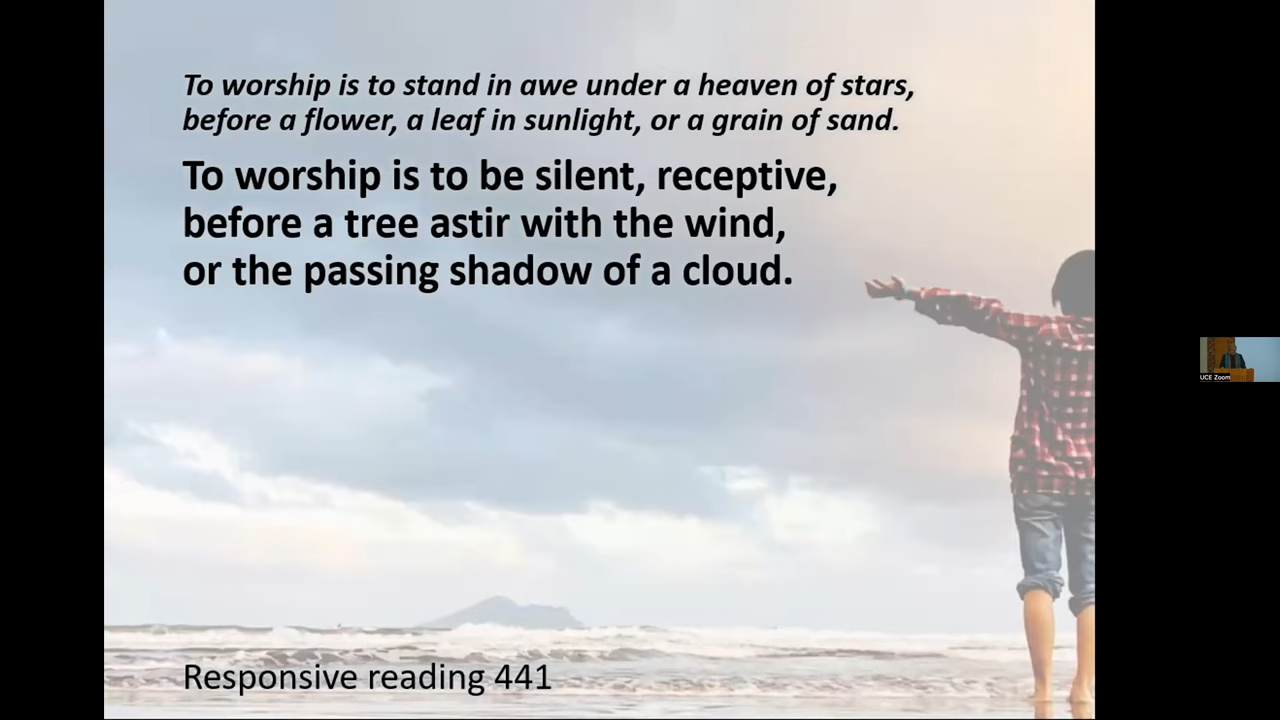 To worship is to stand in awe under a heaven of stars,
before a flower, a leaf in sunlight, or a grain of sand.
To worship is to be silent, receptive,
before a tree astir with the wind,
or the passing shadow of a cloud.
UCE Zoom
Responsive reading 441